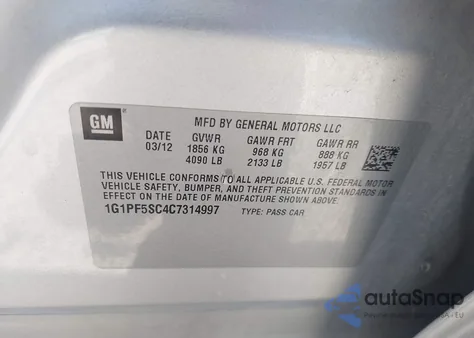 GM
MFD BY GENERAL MOTORS LLC
DATE GVWR GAWR FRT GAWR RR
03/12 1856 KG 968 KG 888 KG
4090 LB 2133 LB 1957 LB
THIS VEHICLE CONFORMS TO ALL APPLICABLE U.S. FEDERAL MOTOR
VEHICLE SAFETY, BUMPER, AND THEFT PREVENTION STANDARDS IN
EFFECT ON THE DATE OF MANUFACTURE SHOWN ABOVE.
1G1PF5SC4C7314997 TYPE: PASS CAR
autoSnap